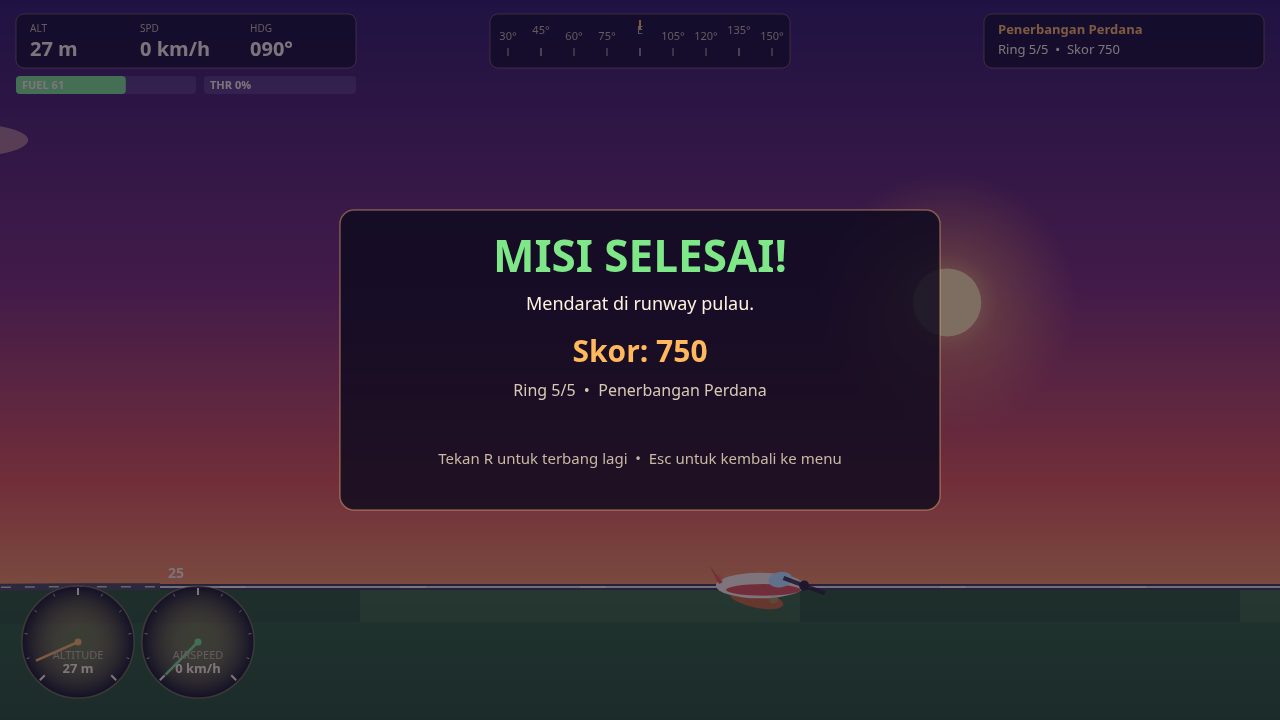 ALT SPD HDG
27 m 0 km/h 090°
FUEL 61 THR 0%
30° 45° 60° 75° E 105° 120° 135° 150°
Penerbangan Perdana
Ring 5/5 • Skor 750
MISI SELESAI!
Mendarat di runway pulau.
Skor: 750
Ring 5/5 • Penerbangan Perdana
Tekan R untuk terbang lagi • Esc untuk kembali ke menu
25
ALTITUDE AIRSPEED
27 m 0 km/h